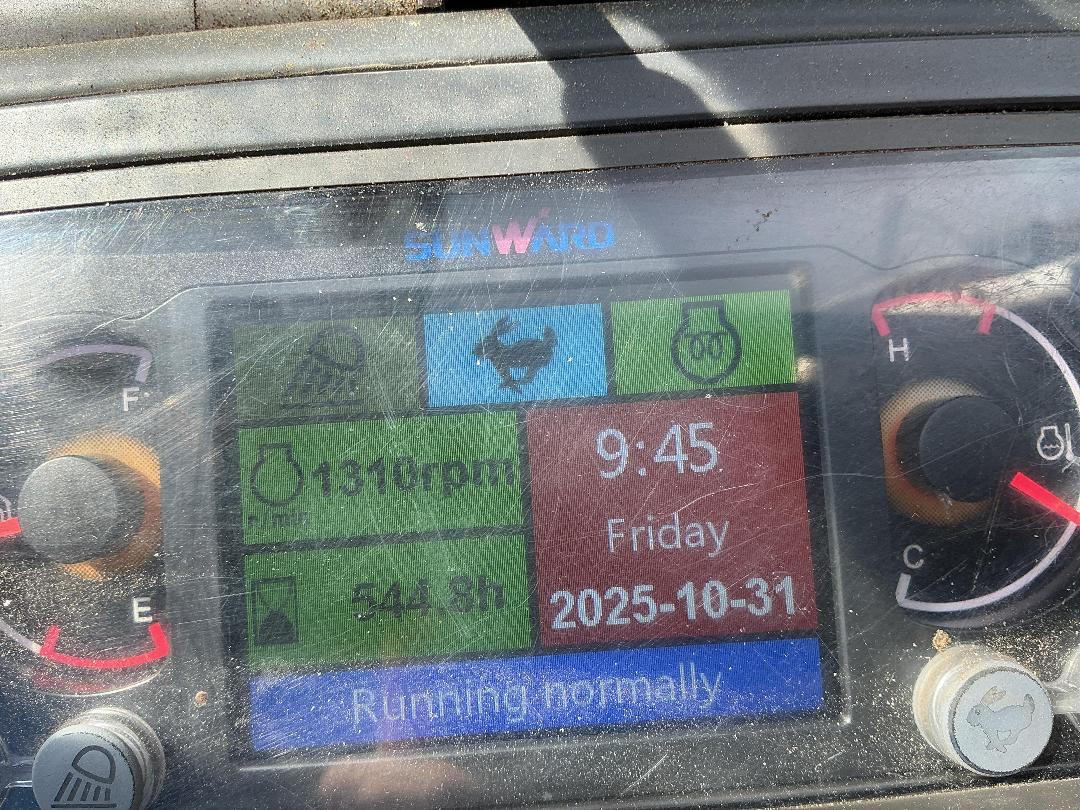 SUNWARD
F
H
1310rpm
r/min
9:45
Friday
C
E
544.8h
2025-10-31
Running normally